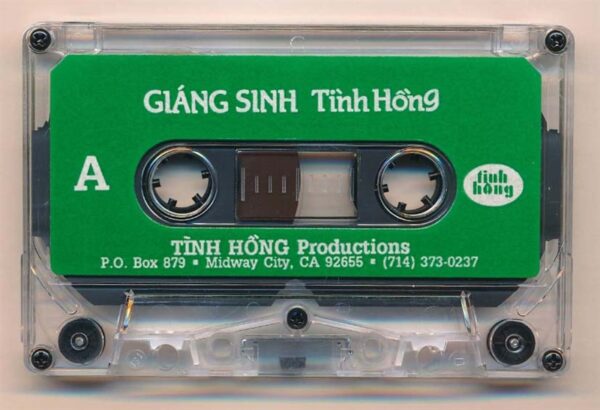 GIÁNG SINH Tình Hồng
A
tình
hồng
TÌNH HỒNG Productions
P.O. Box 879 ▪ Midway City, CA 92655 ▪ (714) 373-0237